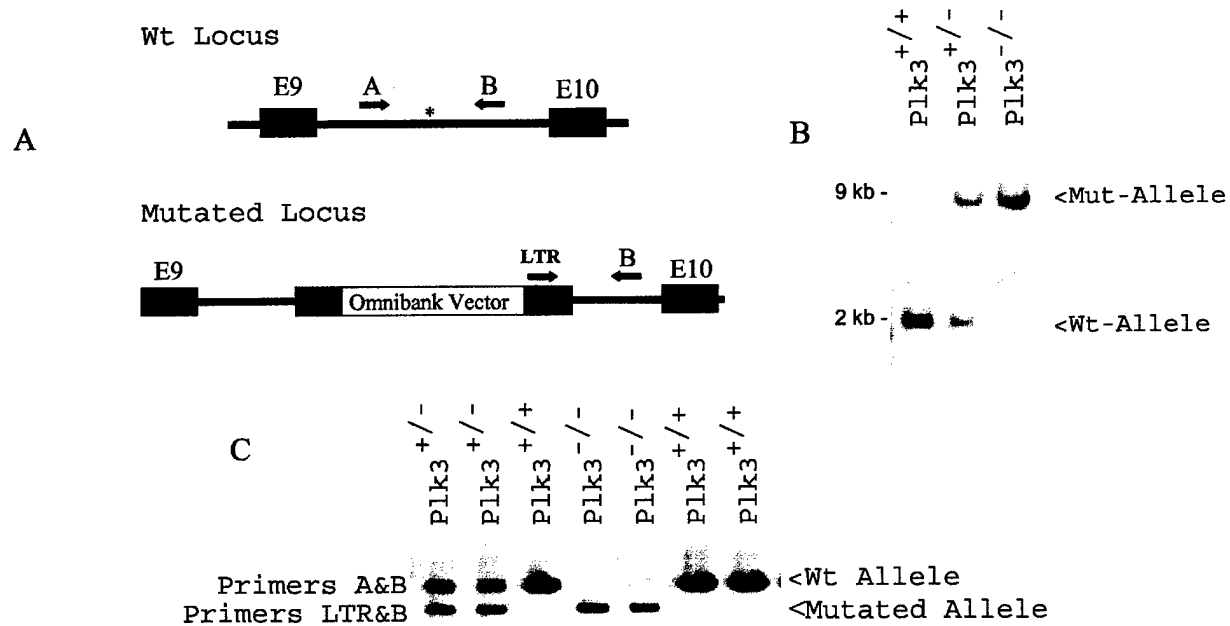 A
Wt Locus
E9 A * B E10
Mutated Locus
E9 Omnibank Vector LTR B E10
B
Plk3+/+ Plk3+/- Plk3-/-
9 kb - <Mut-Allele
2 kb - <Wt-Allele
C
Plk3+/- Plk3+/- Plk3+/+ Plk3-/- Plk3-/- Plk3+/+ Plk3+/+
Primers A&B <Wt Allele
Primers LTR&B <Mutated Allele